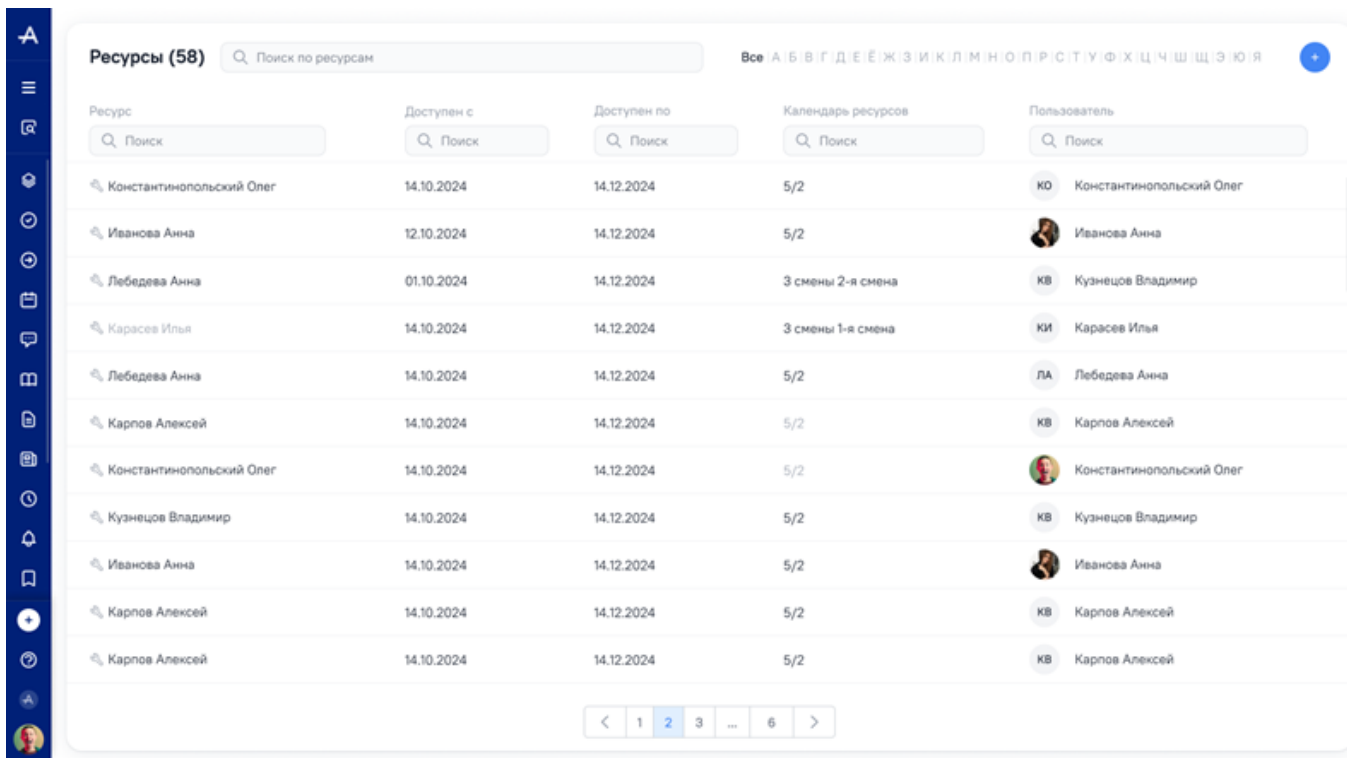 Ресурсы (58) Поиск по ресурсам Все А Б В Г Д Е Ё Ж З И К Л М Н О П Р С Т У Ф Х Ц Ч Ш Щ Э Ю Я
Ресурс Доступен с Доступен по Календарь ресурсов Пользователь
Поиск Поиск Поиск Поиск Поиск
Константинопольский Олег 14.10.2024 14.12.2024 5/2 КО Константинопольский Олег
Иванова Анна 12.10.2024 14.12.2024 5/2 Иванова Анна
Лебедева Анна 01.10.2024 14.12.2024 3 смены 2-я смена КВ Кузнецов Владимир
Карасев Илья 14.10.2024 14.12.2024 3 смены 1-я смена КИ Карасев Илья
Лебедева Анна 14.10.2024 14.12.2024 5/2 ЛА Лебедева Анна
Карпов Алексей 14.10.2024 14.12.2024 5/2 КВ Карпов Алексей
Константинопольский Олег 14.10.2024 14.12.2024 5/2 Константинопольский Олег
Кузнецов Владимир 14.10.2024 14.12.2024 5/2 КВ Кузнецов Владимир
Иванова Анна 14.10.2024 14.12.2024 5/2 Иванова Анна
Карпов Алексей 14.10.2024 14.12.2024 5/2 КВ Карпов Алексей
Карпов Алексей 14.10.2024 14.12.2024 5/2 КВ Карпов Алексей
1 2 3 ... 6